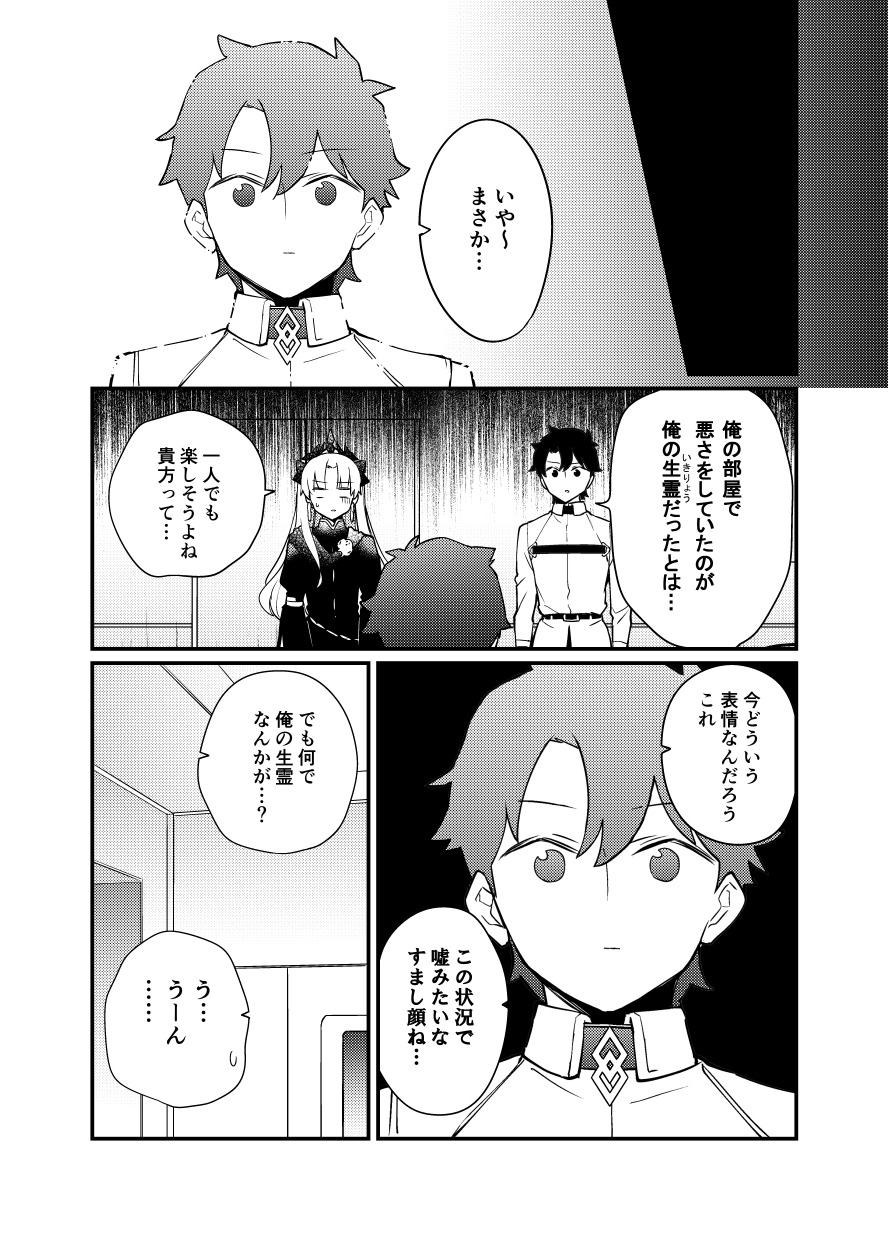 いや〜
まさか…
俺の部屋で
悪さをしていたのが
俺の生霊だったとは…
いきりょう
一人でも
楽しそうよね
貴方って…
今どういう
表情なんだろう
これ
この状況で
嘘みたいな
すまし顔ね…
でも何で
俺の生霊
なんかが…?
う…
うーん
……